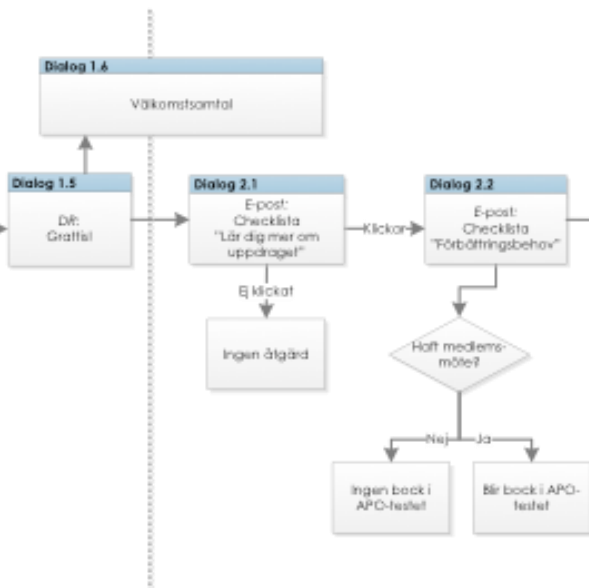 Dialog 1.6
Välkomstsamtal
Dialog 1.5
DR:
Grattis!
Dialog 2.1
E-post:
Checklista
"Lär dig mer om
uppdraget"
Klickar
Dialog 2.2
E-post:
Checklista
"Förbättringsbehov"
Ej klickat
Ingen åtgärd
Haft medlems-
möte?
Nej
Ja
Ingen bock i
APO-testet
Blir bock i APO-
testet